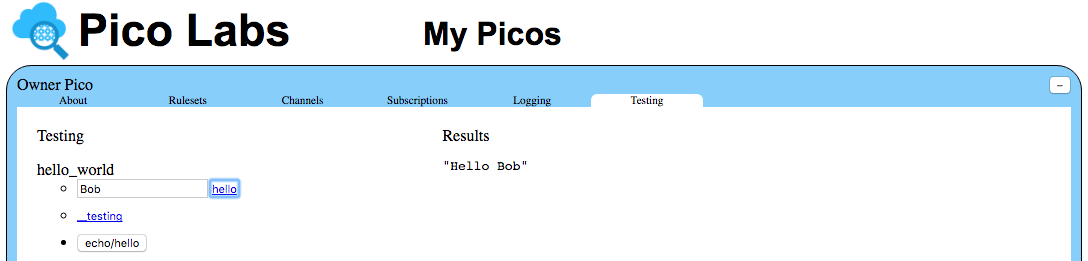 Pico Labs
My Picos
Owner Pico
−
About Rulesets Channels Subscriptions Logging Testing
Testing
Results
hello_world
"Hello Bob"
Bob hello
__testing
echo/hello